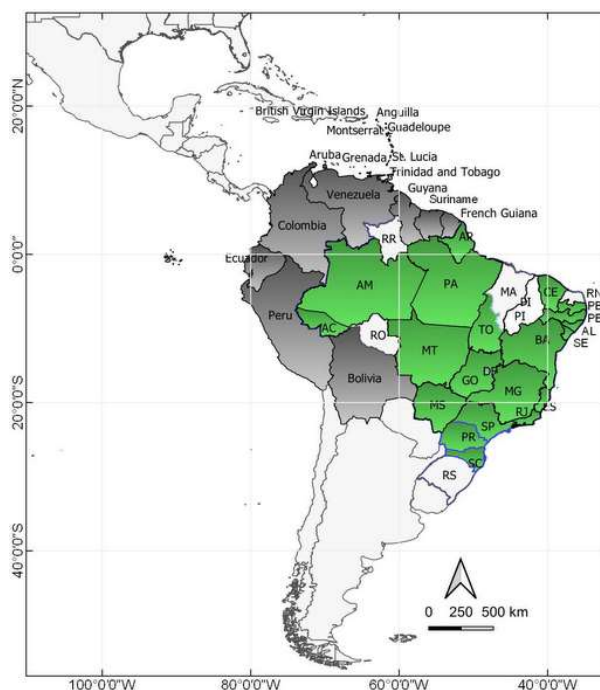 British Virgin Islands
Anguilla
Montserrat
Guadeloupe
Aruba
Grenada
St. Lucia
Trinidad and Tobago
Venezuela
Guyana
Suriname
French Guiana
Colombia
RR
Ecuador
AM
PA
MA
CE
RN
PB
PI
Peru
AC
RO
TO
AL
SE
BA
MT
Bolivia
GO
DF
MG
MS
ES
RJ
SP
PR
SC
RS
20°0'0"N
0°0'0"
20°0'0"S
40°0'0"S
0 250 500 km
100°0'0"W
80°0'0"W
60°0'0"W
40°0'0"W